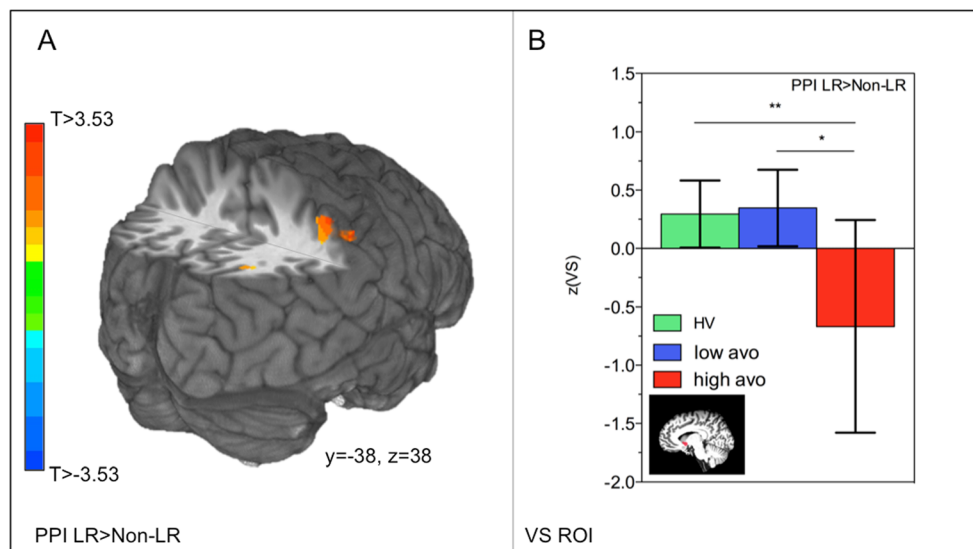 A
T>3.53
T>-3.53
y=-38, z=38
PPI LR>Non-LR
B
PPI LR>Non-LR
**
*
1.5
1.0
0.5
0.0
-0.5
-1.0
-1.5
-2.0
z(VS)
HV
low avo
high avo
VS ROI